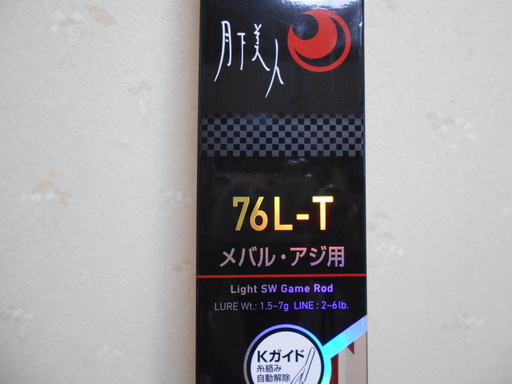 月下美人
76L-T
メバル・アジ用
Light SW Game Rod
LURE Wt.: 1.5~7g LINE: 2~6lb.
Kガイド
糸絡み
自動解除